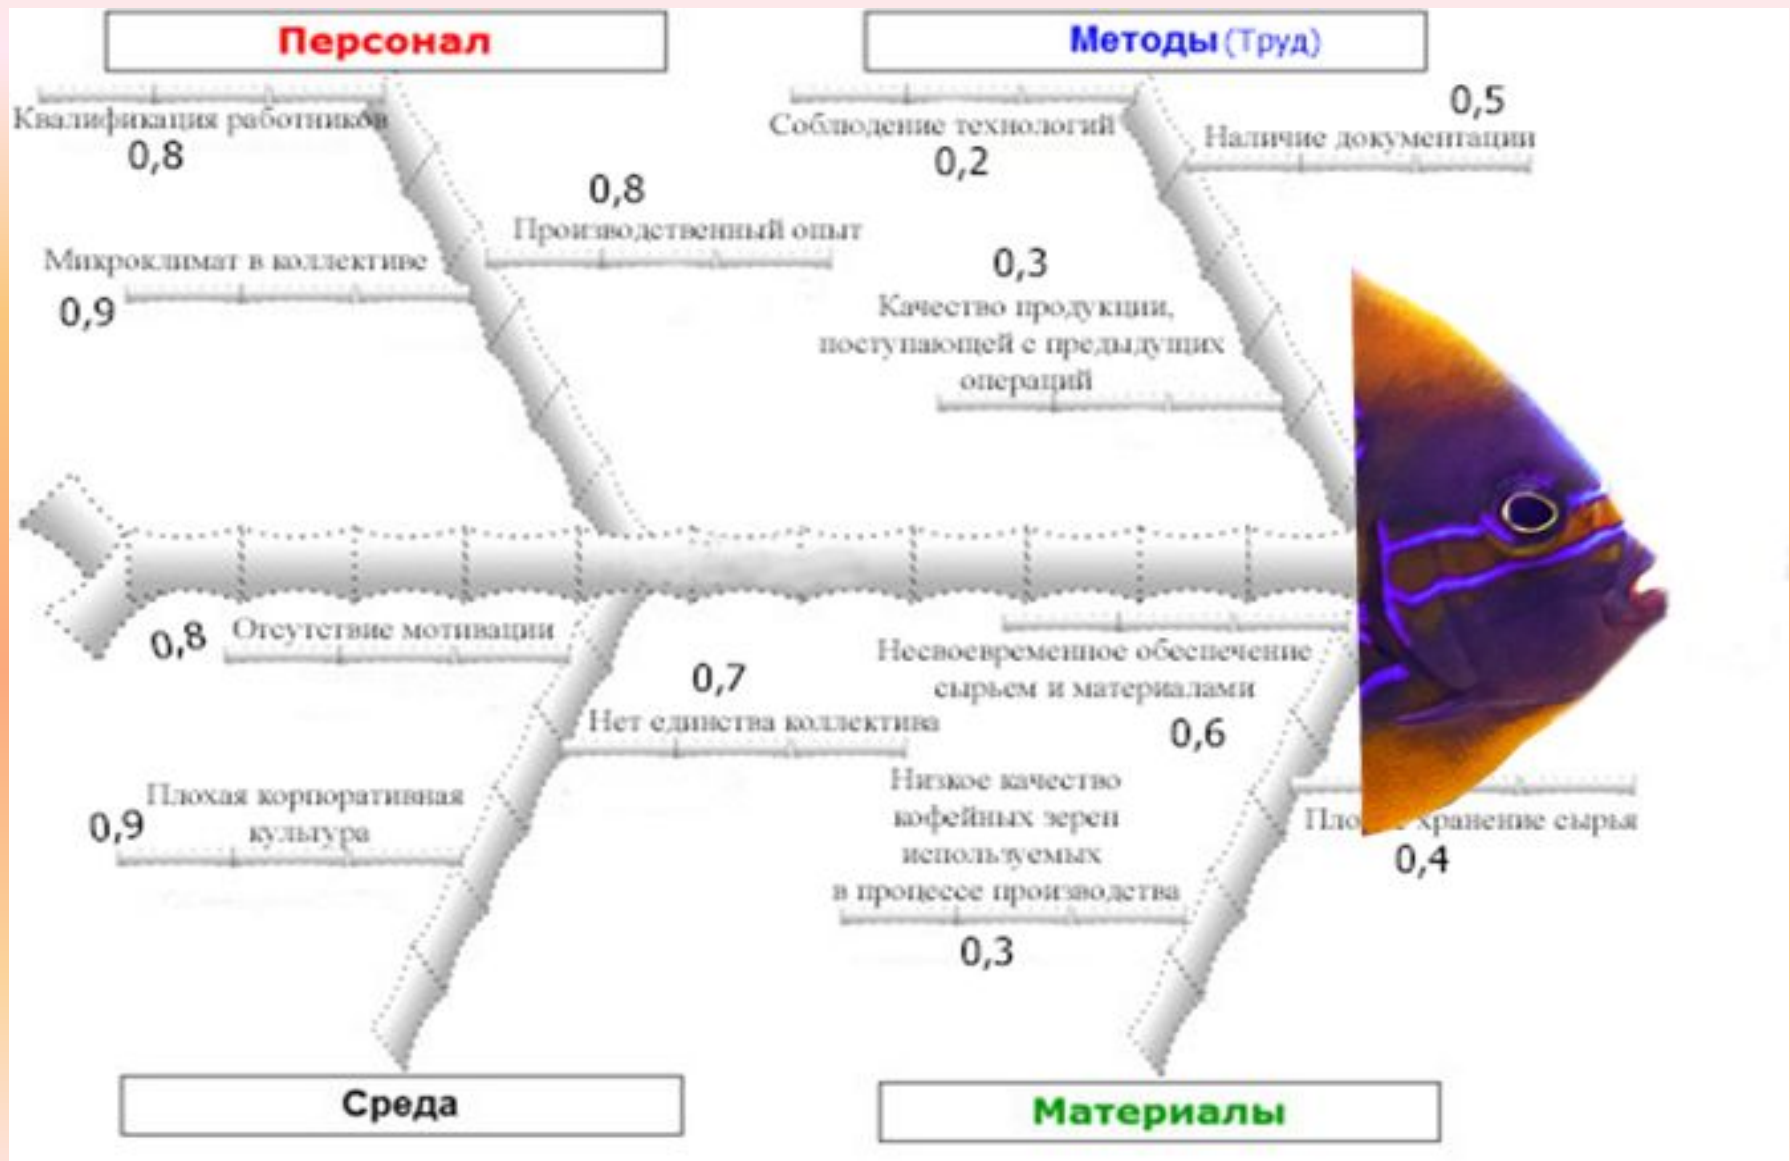 Персонал
Методы (Труд)
Квалификация работников
0,8
0,8
Производственный опыт
Микроклимат в коллективе
0,9
Соблюдение технологий
0,2
0,5
Наличие документации
0,3
Качество продукции,
поступающей с предыдущих
операций
0,8
Отсутствие мотивации
0,7
Нет единства коллектива
0,9
Плохая корпоративная
культура
Несвоевременное обеспечение
сырьем и материалами
0,6
Низкое качество
кофейных зерен
используемых
в процессе производства
0,3
хранение сырья
0,4
Среда
Материалы